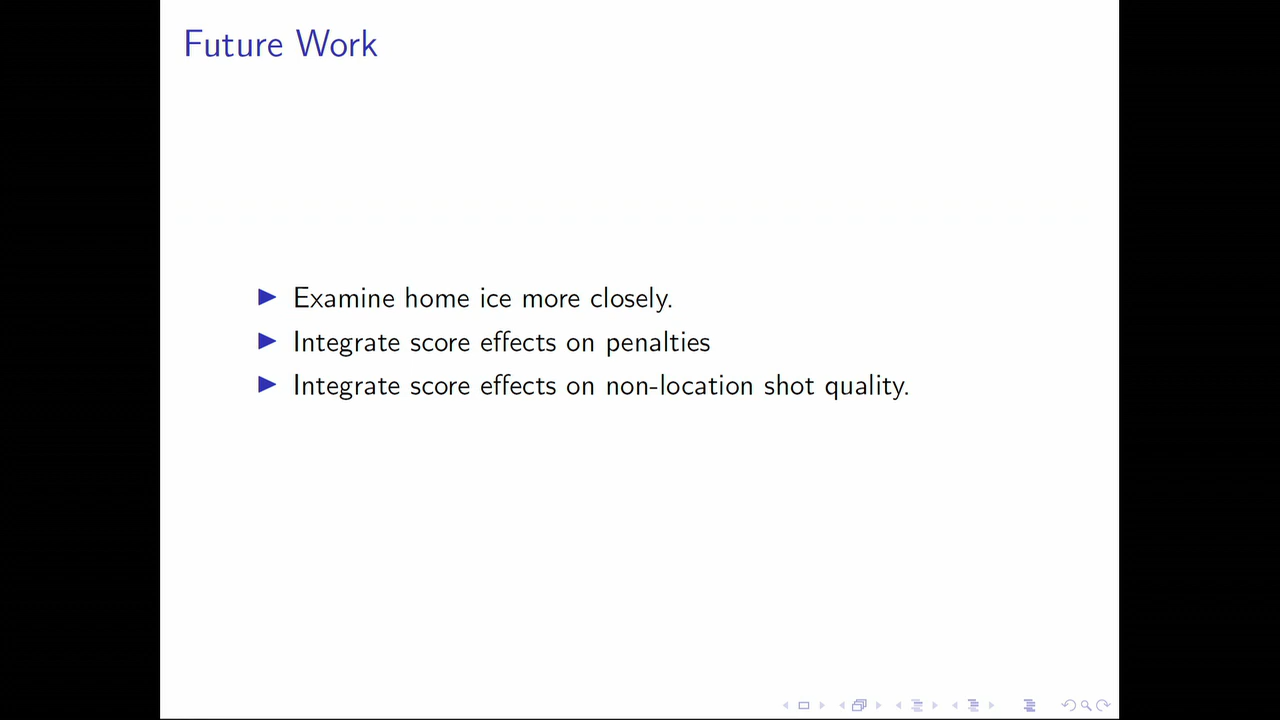 Future Work
Examine home ice more closely.
Integrate score effects on penalties
Integrate score effects on non-location shot quality.